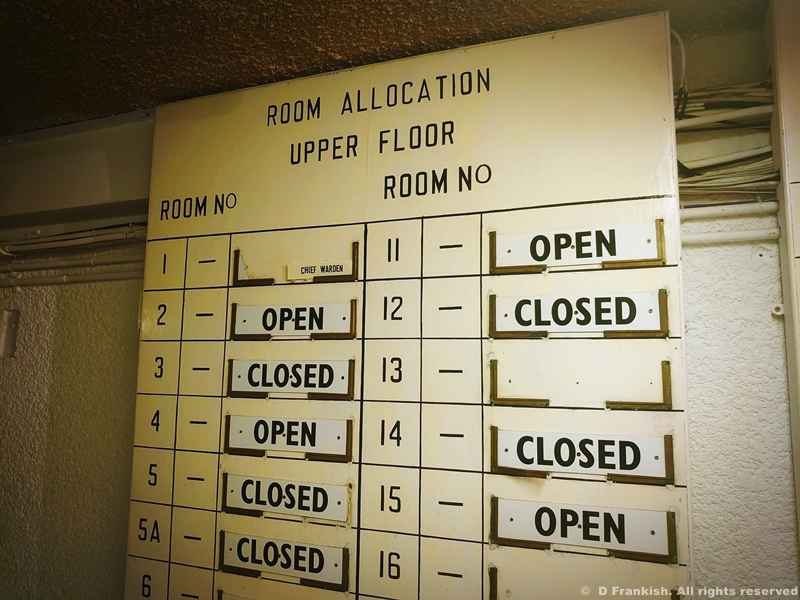 ROOM ALLOCATION
UPPER FLOOR
ROOM NO
ROOM NO
1 – CHIEF WARDEN
2 – OPEN
3 – CLOSED
4 – OPEN
5 – CLOSED
5A – CLOSED
6
11 – OPEN
12 – CLOSED
13 –
14 – CLOSED
15 – OPEN
16 –
© D Frankish. All rights reserved